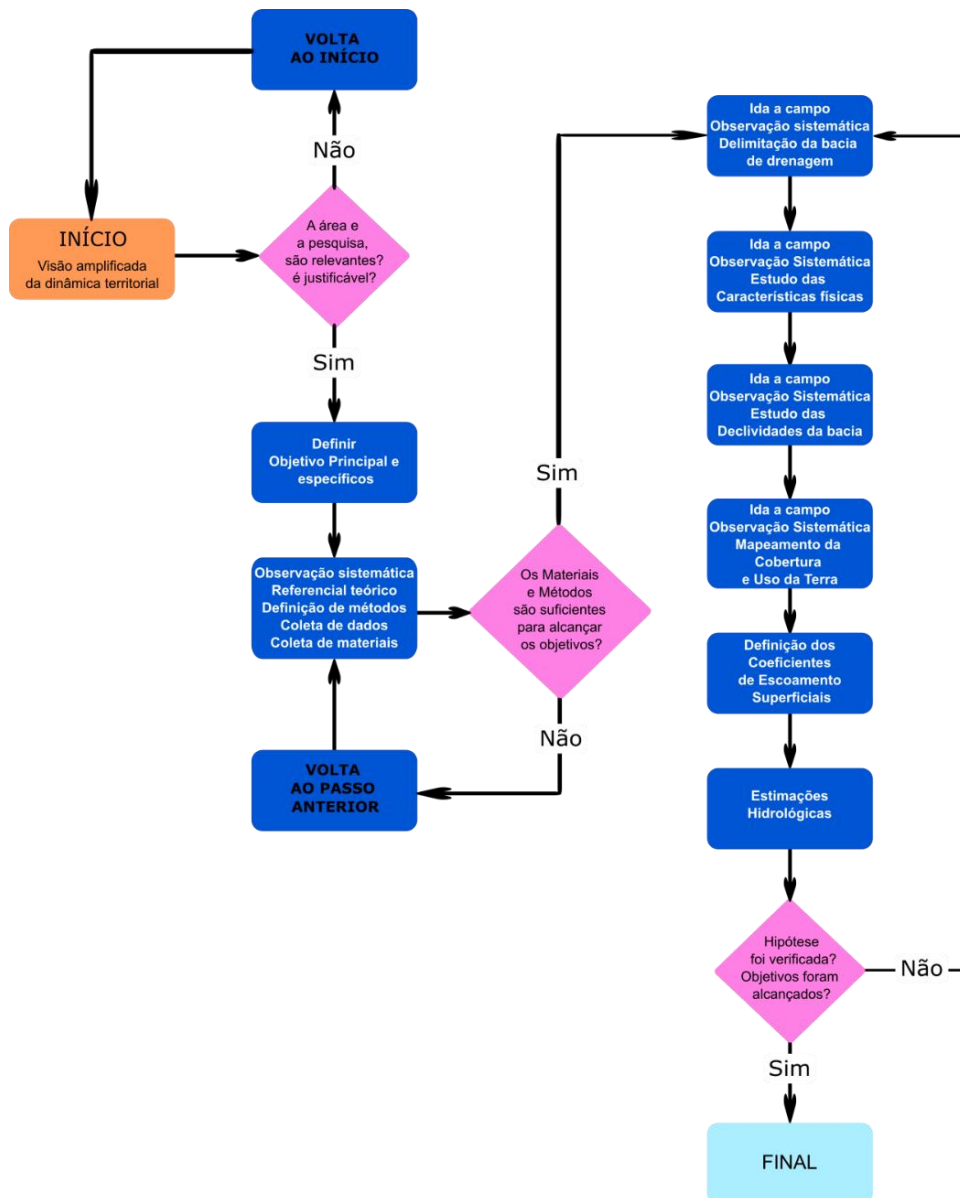 VOLTA
AO INÍCIO
Não
INÍCIO
Visão amplificada
da dinâmica territorial
A área e
a pesquisa,
são relevantes?
é justificável?
Sim
Definir
Objetivo Principal e
específicos
Observação sistemática
Referencial teórico
Definição de métodos
Coleta de dados
Coleta de materiais
Os Materiais
e Métodos
são suficientes
para alcançar
os objetivos?
Não
VOLTA
AO PASSO
ANTERIOR
Sim
Ida a campo
Observação sistemática
Delimitação da bacia
de drenagem
Ida a campo
Observação Sistemática
Estudo das
Caracteristicas físicas
Ida a campo
Observação Sistemática
Estudo das
Declividades da bacia
Ida a campo
Observação Sistemática
Mapeamento da
Cobertura
e Uso da Terra
Definição dos
Coeficientes
de Escoamento
Superficiais
Estimações
Hidrológicas
Hipótese
foi verificada?
Objetivos foram
alcançados?
Não
Sim
FINAL